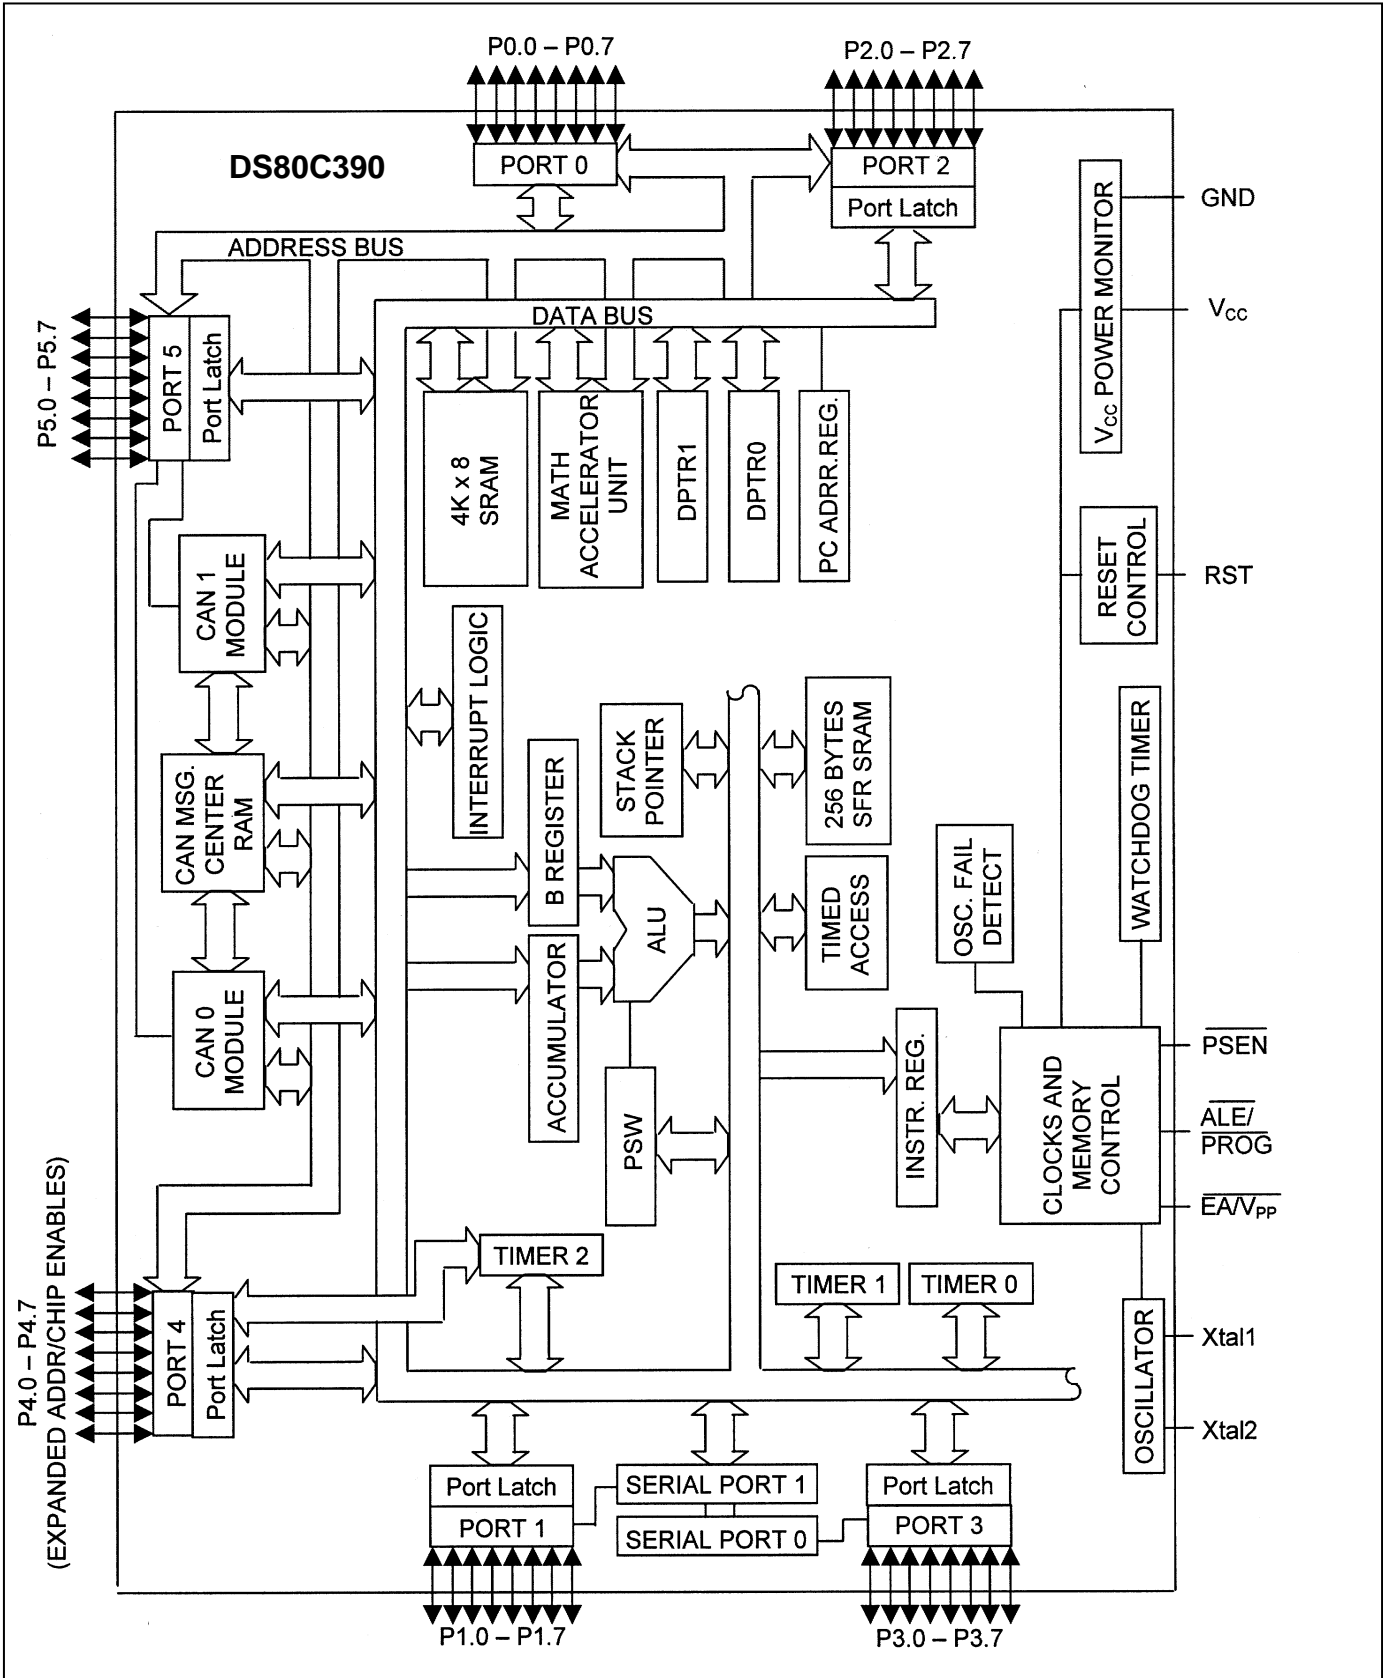 P0.0 – P0.7
P2.0 – P2.7
DS80C390
PORT 0
PORT 2
Port Latch
ADDRESS BUS
DATA BUS
GND
VCC
VCC POWER MONITOR
P5.0 – P5.7
PORT 5
Port Latch
4K x 8
SRAM
MATH
ACCELERATOR
UNIT
DPTR1
DPTR0
PC ADRR.REG.
RESET
CONTROL
RST
CAN 1
MODULE
INTERRUPT LOGIC
STACK
POINTER
256 BYTES
SFR SRAM
WATCHDOG TIMER
CAN MSG.
CENTER
RAM
B REGISTER
ALU
TIMED
ACCESS
OSC. FAIL
DETECT
CAN 0
MODULE
ACCUMULATOR
PSW
INSTR. REG.
CLOCKS AND
MEMORY
CONTROL
PSEN
ALE/
PROG
EA/VPP
P4.0 – P4.7
(EXPANDED ADDR/CHIP ENABLES)
PORT 4
Port Latch
TIMER 2
TIMER 1
TIMER 0
OSCILLATOR
Xtal1
Xtal2
Port Latch
PORT 1
SERIAL PORT 1
SERIAL PORT 0
Port Latch
PORT 3
P1.0 – P1.7
P3.0 – P3.7